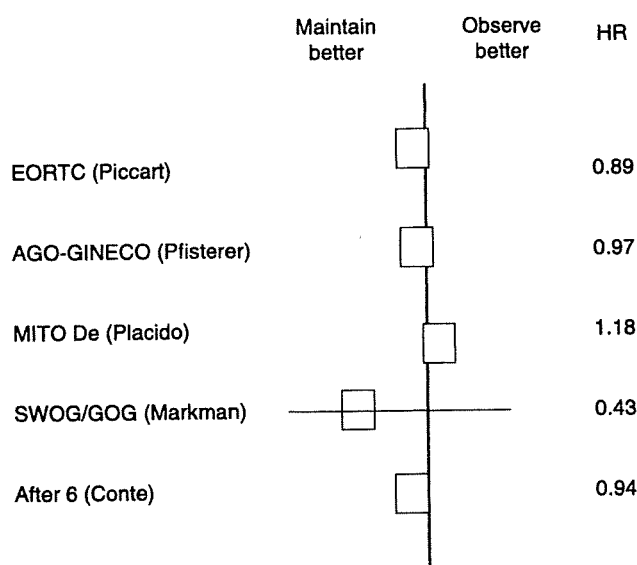 Maintain better
Observe better
HR
EORTC (Piccart)
0.89
AGO-GINECO (Pfisterer)
0.97
MITO De (Placido)
1.18
SWOG/GOG (Markman)
0.43
After 6 (Conte)
0.94